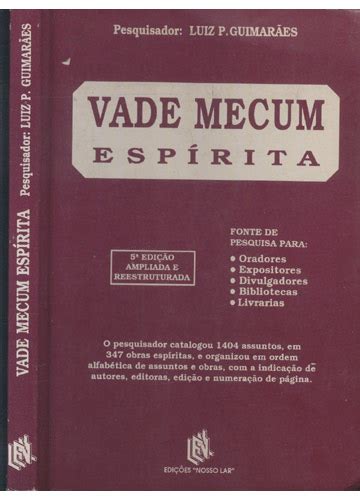 Pesquisador: LUIZ P. GUIMARÃES
VADE MECUM
ESPÍRITA
5ª EDIÇÃO
AMPLIADA E
REESTRUTURADA
FONTE DE
PESQUISA PARA:
• Oradores
• Expositores
• Divulgadores
• Bibliotecas
• Livrarias
O pesquisador catalogou 1404 assuntos, em
347 obras espíritas, e organizou em ordem
alfabética de assuntos e obras, com a indicação de
autores, editoras, edição e numeração de página.
EDIÇÕES "NOSSO LAR"
VADE MECUM ESPÍRITA Pesquisador: LUIZ P. GUIMARÃES